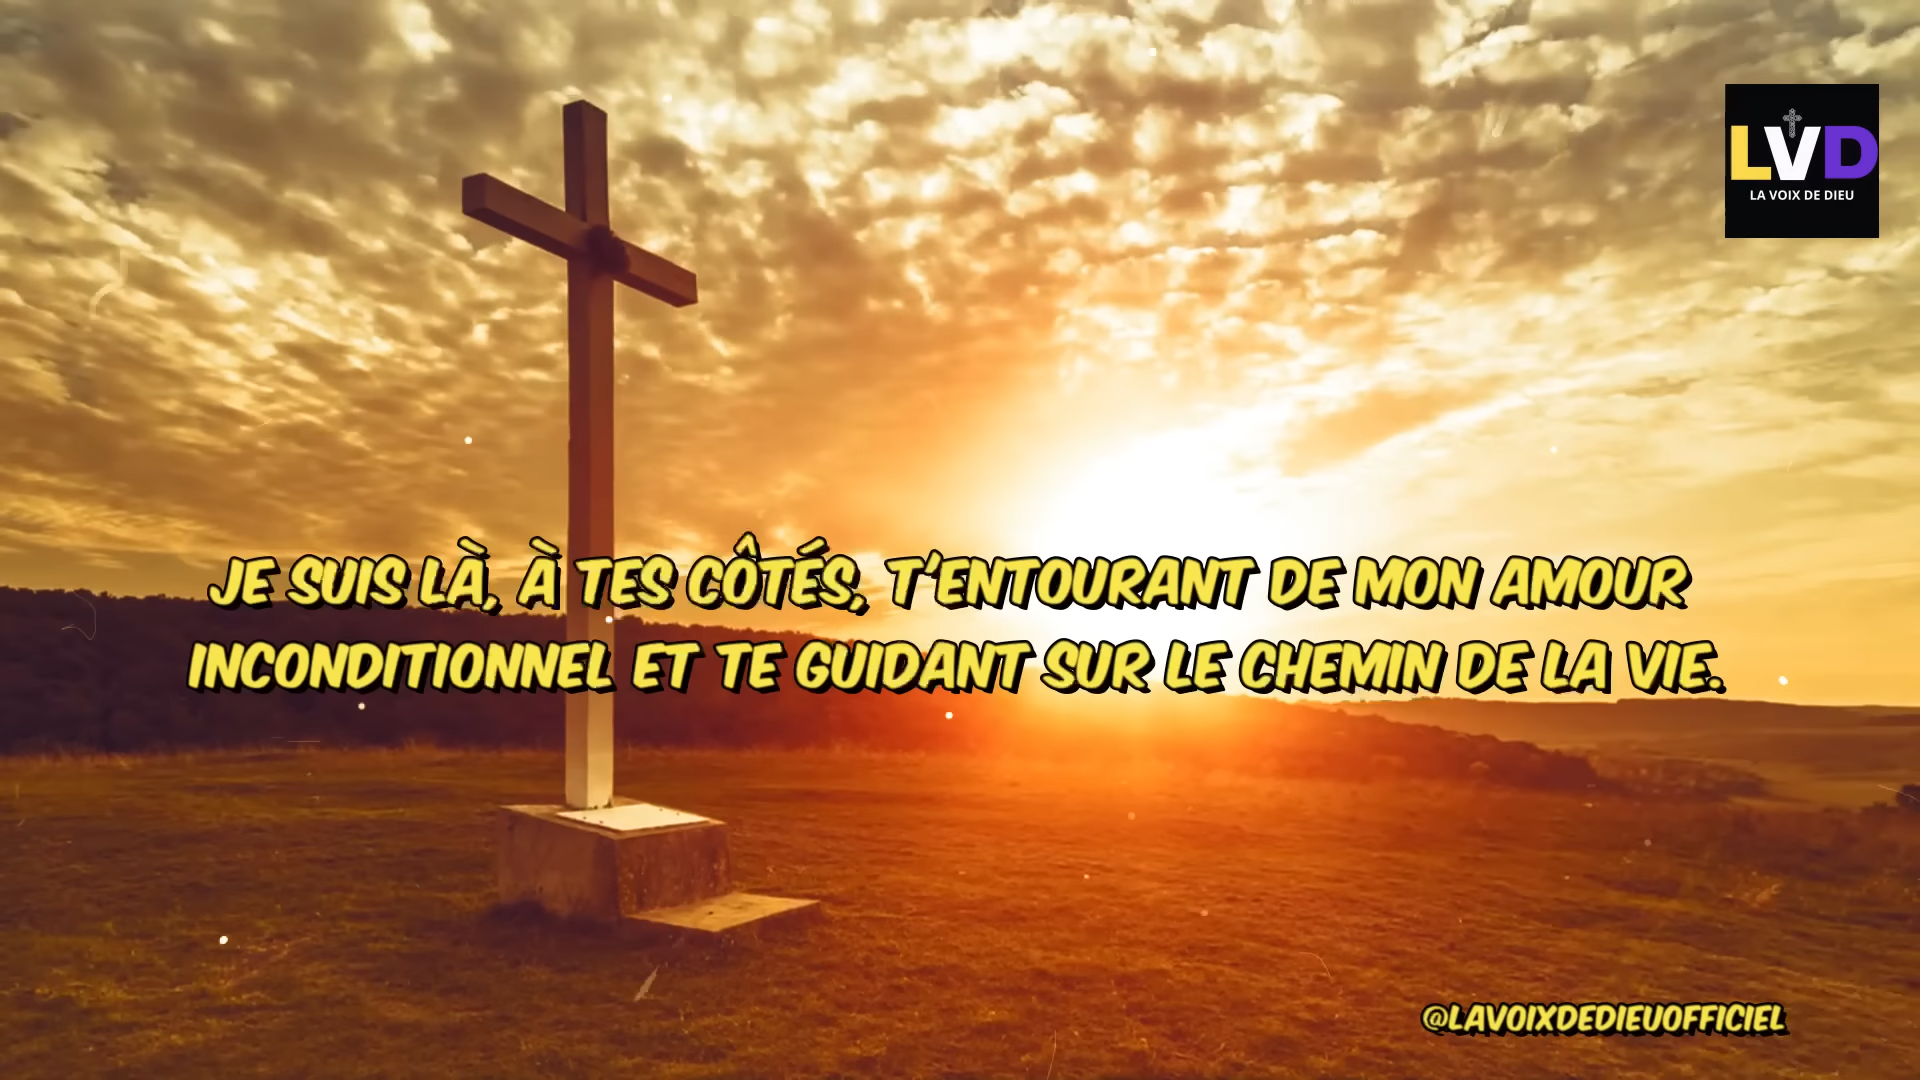 LVD
LA VOIX DE DIEU
JE SUIS LÀ, À TES CÔTÉS, T'ENTOURANT DE MON AMOUR
INCONDITIONNEL ET TE GUIDANT SUR LE CHEMIN DE LA VIE.
@LAVOIXDEDIEUOFFICIEL